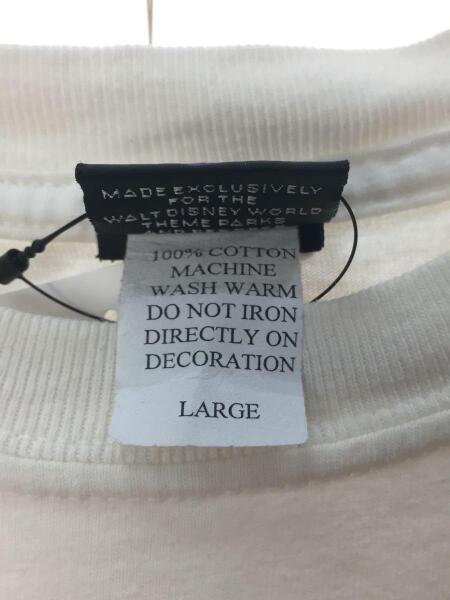 MADE EXCLUSIVELY
FOR THE
WALT DISNEY WORLD
THEME PARKS
100% COTTON
MACHINE
WASH WARM
DO NOT IRON
DIRECTLY ON
DECORATION
LARGE